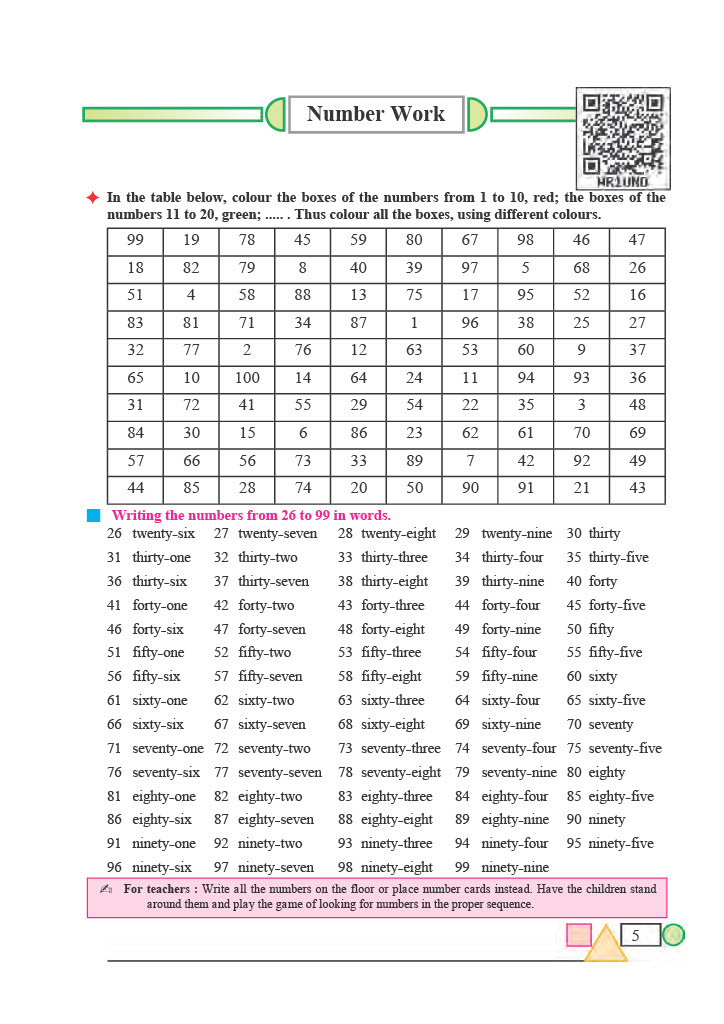 Number Work
WR1UNO
In the table below, colour the boxes of the numbers from 1 to 10, red; the boxes of the
numbers 11 to 20, green; ..... . Thus colour all the boxes, using different colours.
99 19 78 45 59 80 67 98 46 47
18 82 79 8 40 39 97 5 68 26
51 4 58 88 13 75 17 95 52 16
83 81 71 34 87 1 96 38 25 27
32 77 2 76 12 63 53 60 9 37
65 10 100 14 64 24 11 94 93 36
31 72 41 55 29 54 22 35 3 48
84 30 15 6 86 23 62 61 70 69
57 66 56 73 33 89 7 42 92 49
44 85 28 74 20 50 90 91 21 43
Writing the numbers from 26 to 99 in words.
26 twenty-six 27 twenty-seven 28 twenty-eight 29 twenty-nine 30 thirty
31 thirty-one 32 thirty-two 33 thirty-three 34 thirty-four 35 thirty-five
36 thirty-six 37 thirty-seven 38 thirty-eight 39 thirty-nine 40 forty
41 forty-one 42 forty-two 43 forty-three 44 forty-four 45 forty-five
46 forty-six 47 forty-seven 48 forty-eight 49 forty-nine 50 fifty
51 fifty-one 52 fifty-two 53 fifty-three 54 fifty-four 55 fifty-five
56 fifty-six 57 fifty-seven 58 fifty-eight 59 fifty-nine 60 sixty
61 sixty-one 62 sixty-two 63 sixty-three 64 sixty-four 65 sixty-five
66 sixty-six 67 sixty-seven 68 sixty-eight 69 sixty-nine 70 seventy
71 seventy-one 72 seventy-two 73 seventy-three 74 seventy-four 75 seventy-five
76 seventy-six 77 seventy-seven 78 seventy-eight 79 seventy-nine 80 eighty
81 eighty-one 82 eighty-two 83 eighty-three 84 eighty-four 85 eighty-five
86 eighty-six 87 eighty-seven 88 eighty-eight 89 eighty-nine 90 ninety
91 ninety-one 92 ninety-two 93 ninety-three 94 ninety-four 95 ninety-five
96 ninety-six 97 ninety-seven 98 ninety-eight 99 ninety-nine
For teachers : Write all the numbers on the floor or place number cards instead. Have the children stand
around them and play the game of looking for numbers in the proper sequence.
5